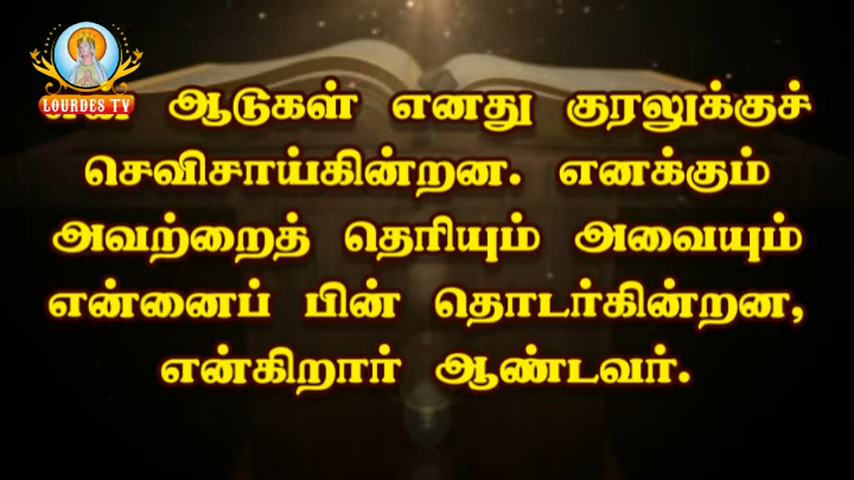 LOURDES TV
ஆடுகள் எனது குரலுக்குச்
செவிசாய்கின்றன. எனக்கும்
அவற்றைத் தெரியும் அவையும்
என்னைப் பின் தொடர்கின்றன,
என்கிறார் ஆண்டவர்.